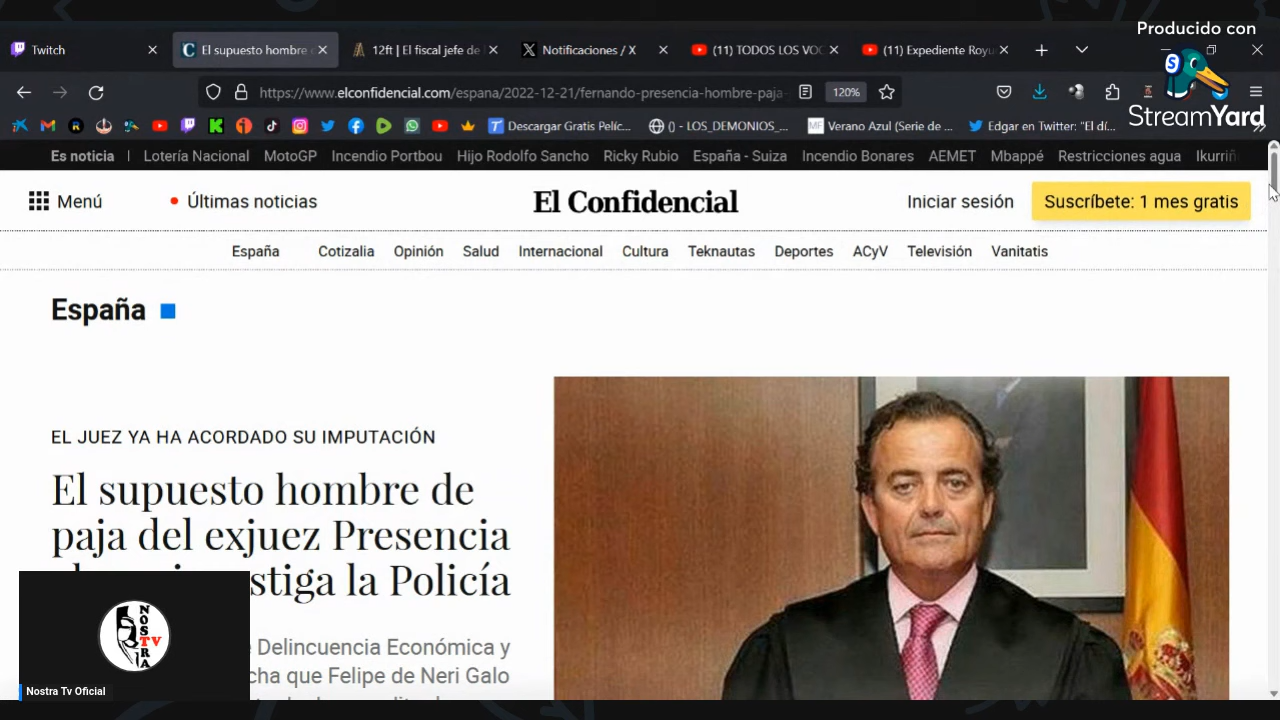 Producido con
StreamYard
Twitch
El supuesto hombre
12ft | El fiscal jefe de
Notificaciones / X
(11) TODOS LOS VOC
(11) Expediente Royu
https://www.elconfidencial.com/espana/2022-12-21/fernando-presencia-hombre-paja-
120%
Descargar Gratis Pelíc...
() - LOS_DEMONIOS_...
MF Verano Azul (Serie de ...
Edgar en Twitter: "El dí...
Es noticia | Lotería Nacional MotoGP Incendio Portbou Hijo Rodolfo Sancho Ricky Rubio España - Suiza Incendio Bonares AEMET Mbappé Restricciones agua Ikurriñ
Menú
Últimas noticias
El Confidencial
Iniciar sesión
Suscríbete: 1 mes gratis
España Cotizalia Opinión Salud Internacional Cultura Teknautas Deportes ACyV Televisión Vanitatis
España
EL JUEZ YA HA ACORDADO SU IMPUTACIÓN
El supuesto hombre de
paja del exjuez Presencia
stiga la Policía
Delincuencia Económica y
cha que Felipe de Neri Galo
NOSTRA
TV
Nostra Tv Oficial